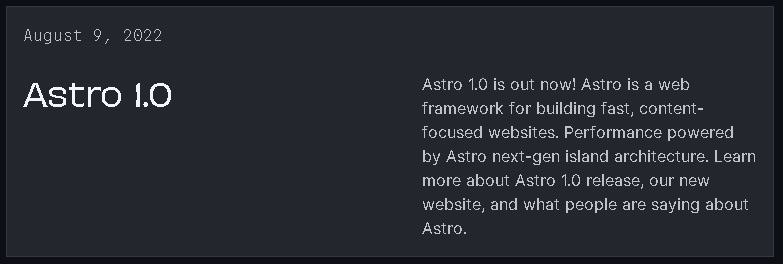 August 9, 2022
Astro 1.0
Astro 1.0 is out now! Astro is a web
framework for building fast, content-
focused websites. Performance powered
by Astro next-gen island architecture. Learn
more about Astro 1.0 release, our new
website, and what people are saying about
Astro.